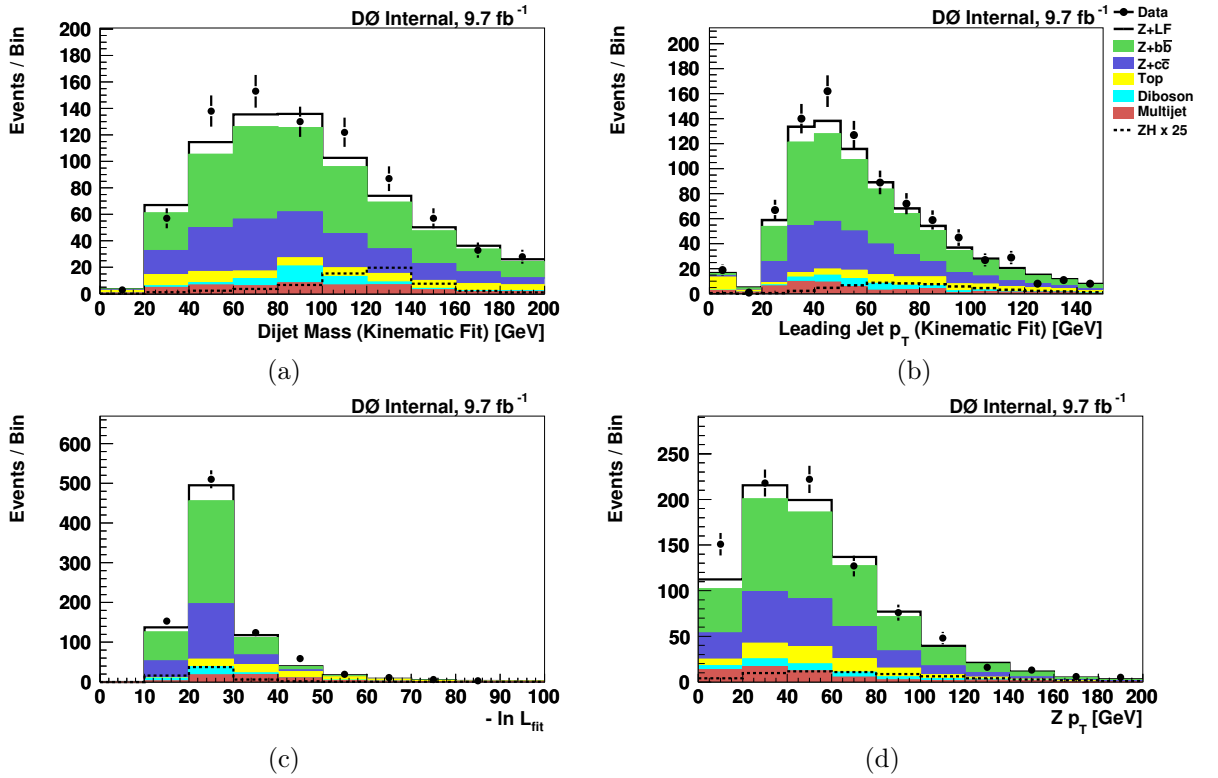 DØ Internal, 9.7 fb⁻¹
Events / Bin
200
180
160
140
120
100
80
60
40
20
0
0 20 40 60 80 100 120 140 160 180 200
Dijet Mass (Kinematic Fit) [GeV]
(a)
DØ Internal, 9.7 fb⁻¹
Events / Bin
200
180
160
140
120
100
80
60
40
20
0
0 20 40 60 80 100 120 140
Leading Jet p_T (Kinematic Fit) [GeV]
(b)
Data
Z+LF
Z+bb̅
Z+cc̅
Top
Diboson
Multijet
ZH x 25
DØ Internal, 9.7 fb⁻¹
Events / Bin
600
500
400
300
200
100
0
0 10 20 30 40 50 60 70 80 90 100
- ln L_fit
(c)
DØ Internal, 9.7 fb⁻¹
Events / Bin
250
200
150
100
50
0
0 20 40 60 80 100 120 140 160 180 200
Z p_T [GeV]
(d)